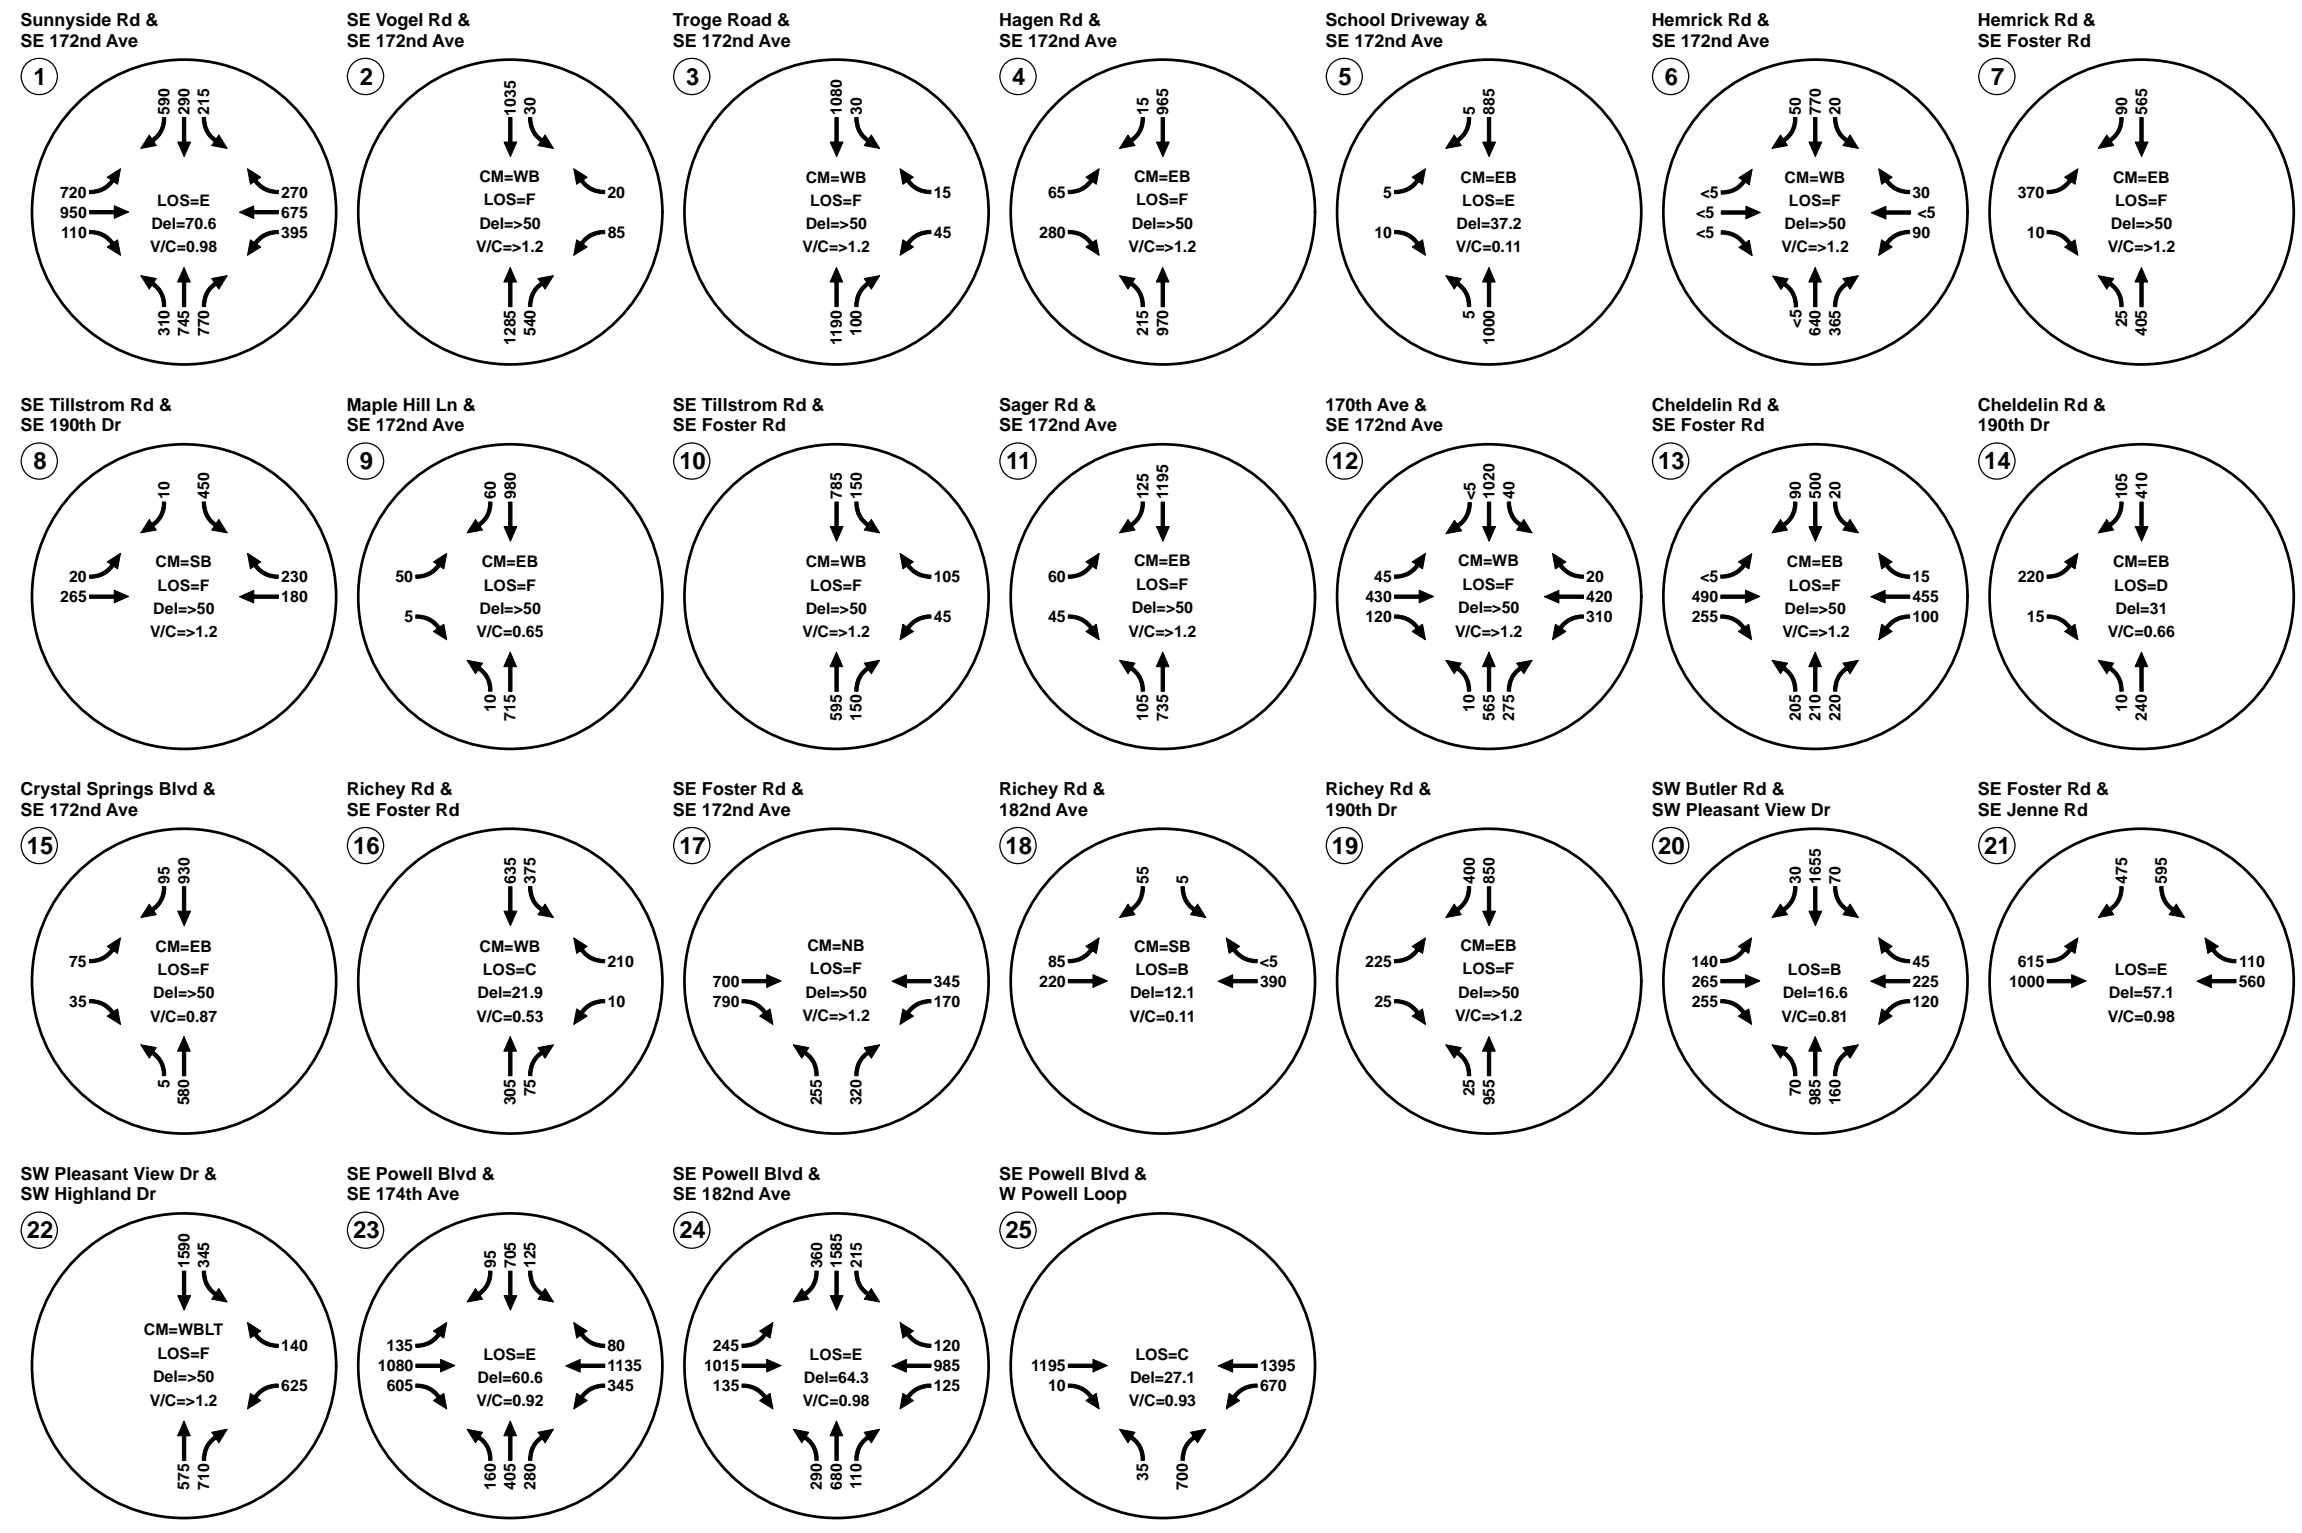 Sunnyside Rd &
SE 172nd Ave
1
590
290
215
720
950
110
LOS=E
Del=70.6
V/C=0.98
270
675
395
310
745
770
SE Vogel Rd &
SE 172nd Ave
2
1035
30
CM=WB
LOS=F
Del=>50
V/C=>1.2
20
85
1285
540
Troge Road &
SE 172nd Ave
3
1080
30
CM=WB
LOS=F
Del=>50
V/C=>1.2
15
45
1190
100
Hagen Rd &
SE 172nd Ave
4
15
965
65
280
CM=EB
LOS=F
Del=>50
V/C=>1.2
215
970
School Driveway &
SE 172nd Ave
5
5
885
5
10
CM=EB
LOS=E
Del=37.2
V/C=0.11
5
1000
Hemrick Rd &
SE 172nd Ave
6
50
770
20
<5
<5
<5
CM=WB
LOS=F
Del=>50
V/C=>1.2
30
<5
90
<5
640
365
Hemrick Rd &
SE Foster Rd
7
90
565
370
10
CM=EB
LOS=F
Del=>50
V/C=>1.2
25
405
SE Tillstrom Rd &
SE 190th Dr
8
10
450
20
265
CM=SB
LOS=F
Del=>50
V/C=>1.2
230
180
Maple Hill Ln &
SE 172nd Ave
9
60
980
50
5
CM=EB
LOS=F
Del=>50
V/C=0.65
10
715
SE Tillstrom Rd &
SE Foster Rd
10
785
150
CM=WB
LOS=F
Del=>50
V/C=>1.2
105
45
595
150
Sager Rd &
SE 172nd Ave
11
125
1195
60
45
CM=EB
LOS=F
Del=>50
V/C=>1.2
105
735
170th Ave &
SE 172nd Ave
12
<5
1020
40
45
430
120
CM=WB
LOS=F
Del=>50
V/C=>1.2
20
420
310
10
565
275
Cheldelin Rd &
SE Foster Rd
13
90
500
20
<5
490
255
CM=EB
LOS=F
Del=>50
V/C=>1.2
15
455
100
205
210
220
Cheldelin Rd &
190th Dr
14
105
410
220
15
CM=EB
LOS=D
Del=31
V/C=0.66
10
240
Crystal Springs Blvd &
SE 172nd Ave
15
95
930
75
35
CM=EB
LOS=F
Del=>50
V/C=0.87
5
580
Richey Rd &
SE Foster Rd
16
635
375
CM=WB
LOS=C
Del=21.9
V/C=0.53
210
10
305
75
SE Foster Rd &
SE 172nd Ave
17
700
790
CM=NB
LOS=F
Del=>50
V/C=>1.2
345
170
255
320
Richey Rd &
182nd Ave
18
55
5
85
220
CM=SB
LOS=B
Del=12.1
V/C=0.11
<5
390
Richey Rd &
190th Dr
19
400
850
225
25
CM=EB
LOS=F
Del=>50
V/C=>1.2
25
955
SW Butler Rd &
SW Pleasant View Dr
20
30
1655
70
140
265
255
LOS=B
Del=16.6
V/C=0.81
45
225
120
70
985
160
SE Foster Rd &
SE Jenne Rd
21
475
595
615
1000
LOS=E
Del=57.1
V/C=0.98
110
560
SW Pleasant View Dr &
SW Highland Dr
22
1590
345
CM=WBLT
LOS=F
Del=>50
V/C=>1.2
140
625
575
710
SE Powell Blvd &
SE 174th Ave
23
95
705
125
135
1080
605
LOS=E
Del=60.6
V/C=0.92
80
1135
345
160
405
280
SE Powell Blvd &
SE 182nd Ave
24
360
1585
215
245
1015
135
LOS=E
Del=64.3
V/C=0.98
120
985
125
290
680
110
SE Powell Blvd &
W Powell Loop
25
1195
10
LOS=C
Del=27.1
V/C=0.93
1395
670
35
700